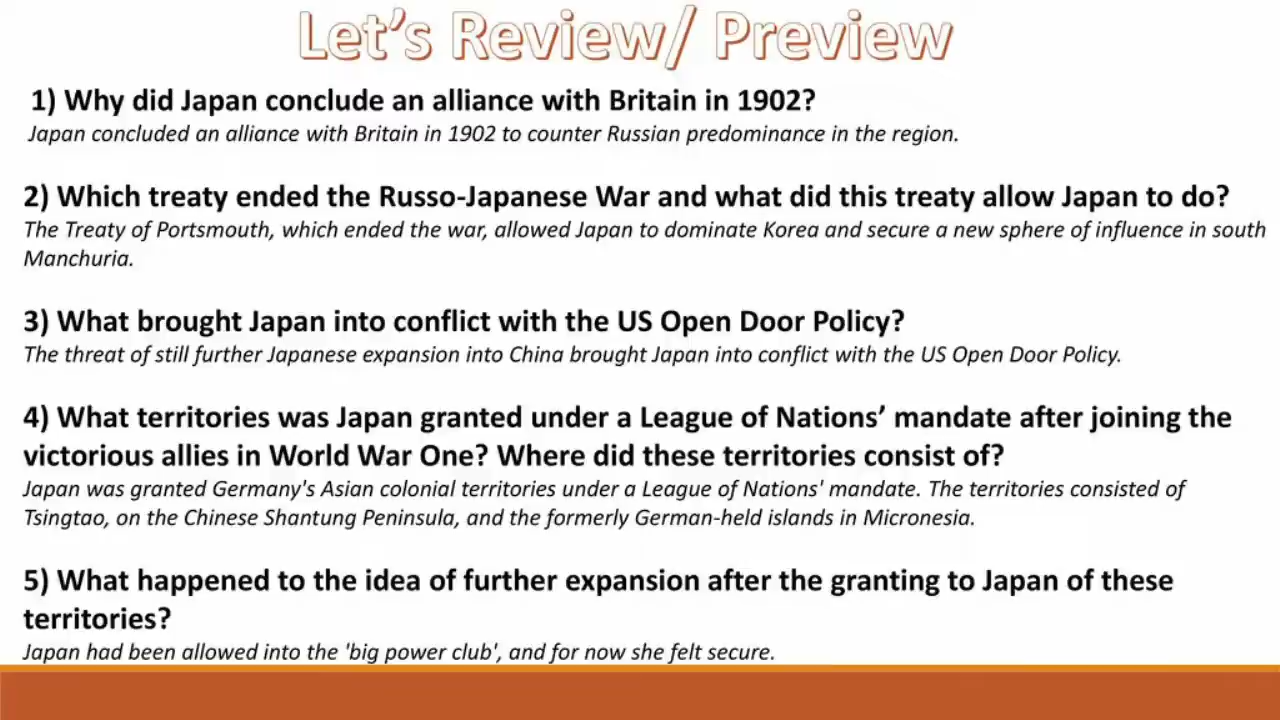 Let's Review/ Preview
1) Why did Japan conclude an alliance with Britain in 1902?
Japan concluded an alliance with Britain in 1902 to counter Russian predominance in the region.
2) Which treaty ended the Russo-Japanese War and what did this treaty allow Japan to do?
The Treaty of Portsmouth, which ended the war, allowed Japan to dominate Korea and secure a new sphere of influence in south
Manchuria.
3) What brought Japan into conflict with the US Open Door Policy?
The threat of still further Japanese expansion into China brought Japan into conflict with the US Open Door Policy.
4) What territories was Japan granted under a League of Nations’ mandate after joining the
victorious allies in World War One? Where did these territories consist of?
Japan was granted Germany's Asian colonial territories under a League of Nations' mandate. The territories consisted of
Tsingtao, on the Chinese Shantung Peninsula, and the formerly German-held islands in Micronesia.
5) What happened to the idea of further expansion after the granting to Japan of these
territories?
Japan had been allowed into the 'big power club', and for now she felt secure.